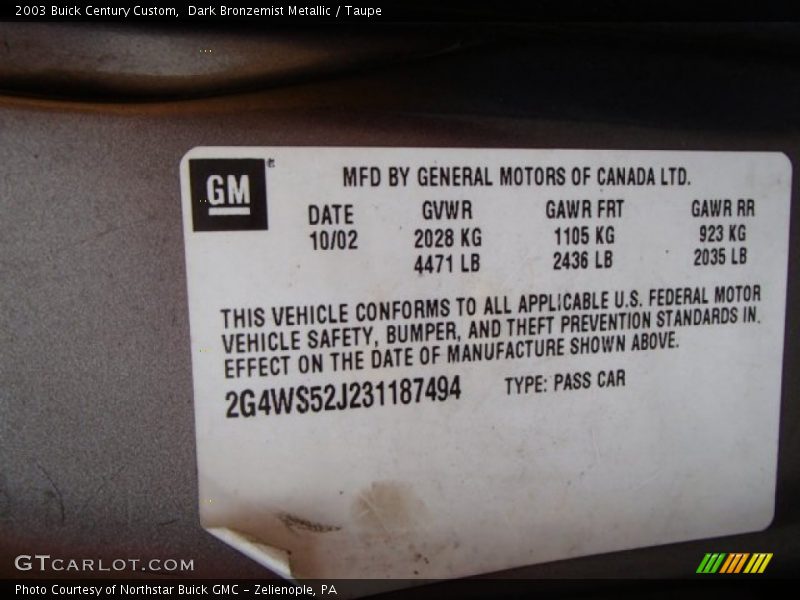 2003 Buick Century Custom, Dark Bronzemist Metallic / Taupe
GM
MFD BY GENERAL MOTORS OF CANADA LTD.
DATE GVWR GAWR FRT GAWR RR
10/02 2028 KG 1105 KG 923 KG
4471 LB 2436 LB 2035 LB
THIS VEHICLE CONFORMS TO ALL APPLICABLE U.S. FEDERAL MOTOR
VEHICLE SAFETY, BUMPER, AND THEFT PREVENTION STANDARDS IN
EFFECT ON THE DATE OF MANUFACTURE SHOWN ABOVE.
2G4WS52J231187494 TYPE: PASS CAR
GTCARLOT.COM
Photo Courtesy of Northstar Buick GMC – Zelienople, PA